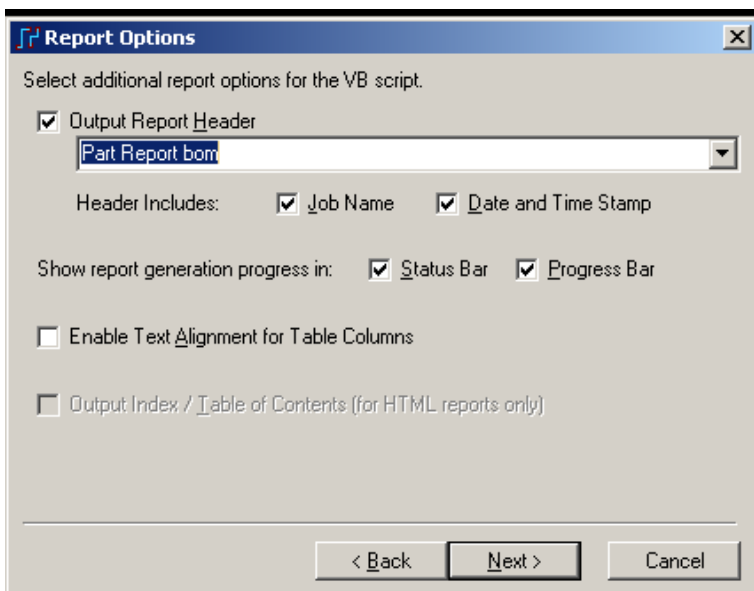 Report Options
Select additional report options for the VB script.
Output Report Header
Part Report bom
Header Includes: Job Name Date and Time Stamp
Show report generation progress in: Status Bar Progress Bar
Enable Text Alignment for Table Columns
Output Index / Table of Contents (for HTML reports only)
< Back Next > Cancel